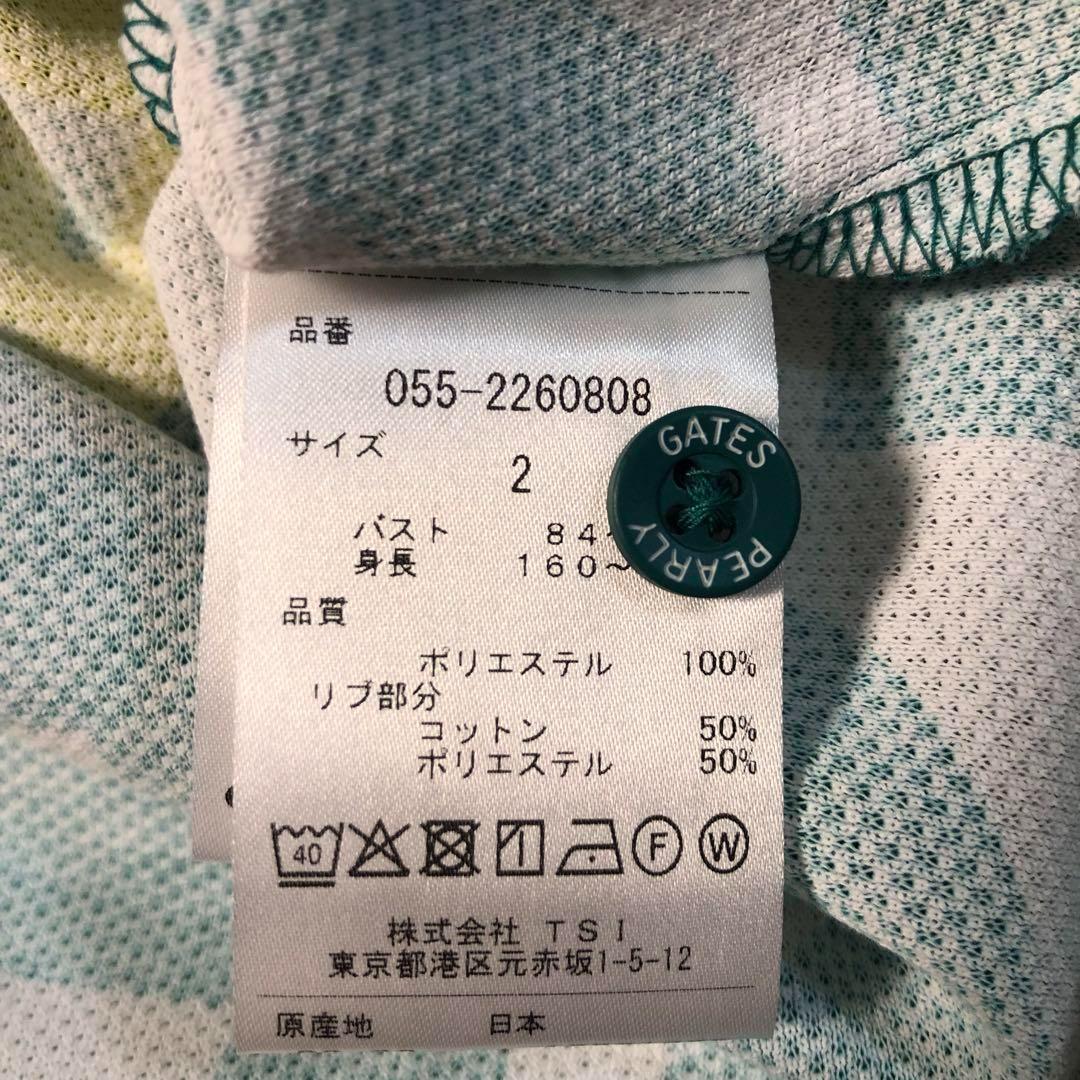 品番
055-2260808
サイズ
2
GATES
PEARLY
バスト 84
身長 160~
品質
ポリエステル 100%
リブ部分
コットン 50%
ポリエステル 50%
40 F W
株式会社 TSI
東京都港区元赤坂1-5-12
原産地 日本